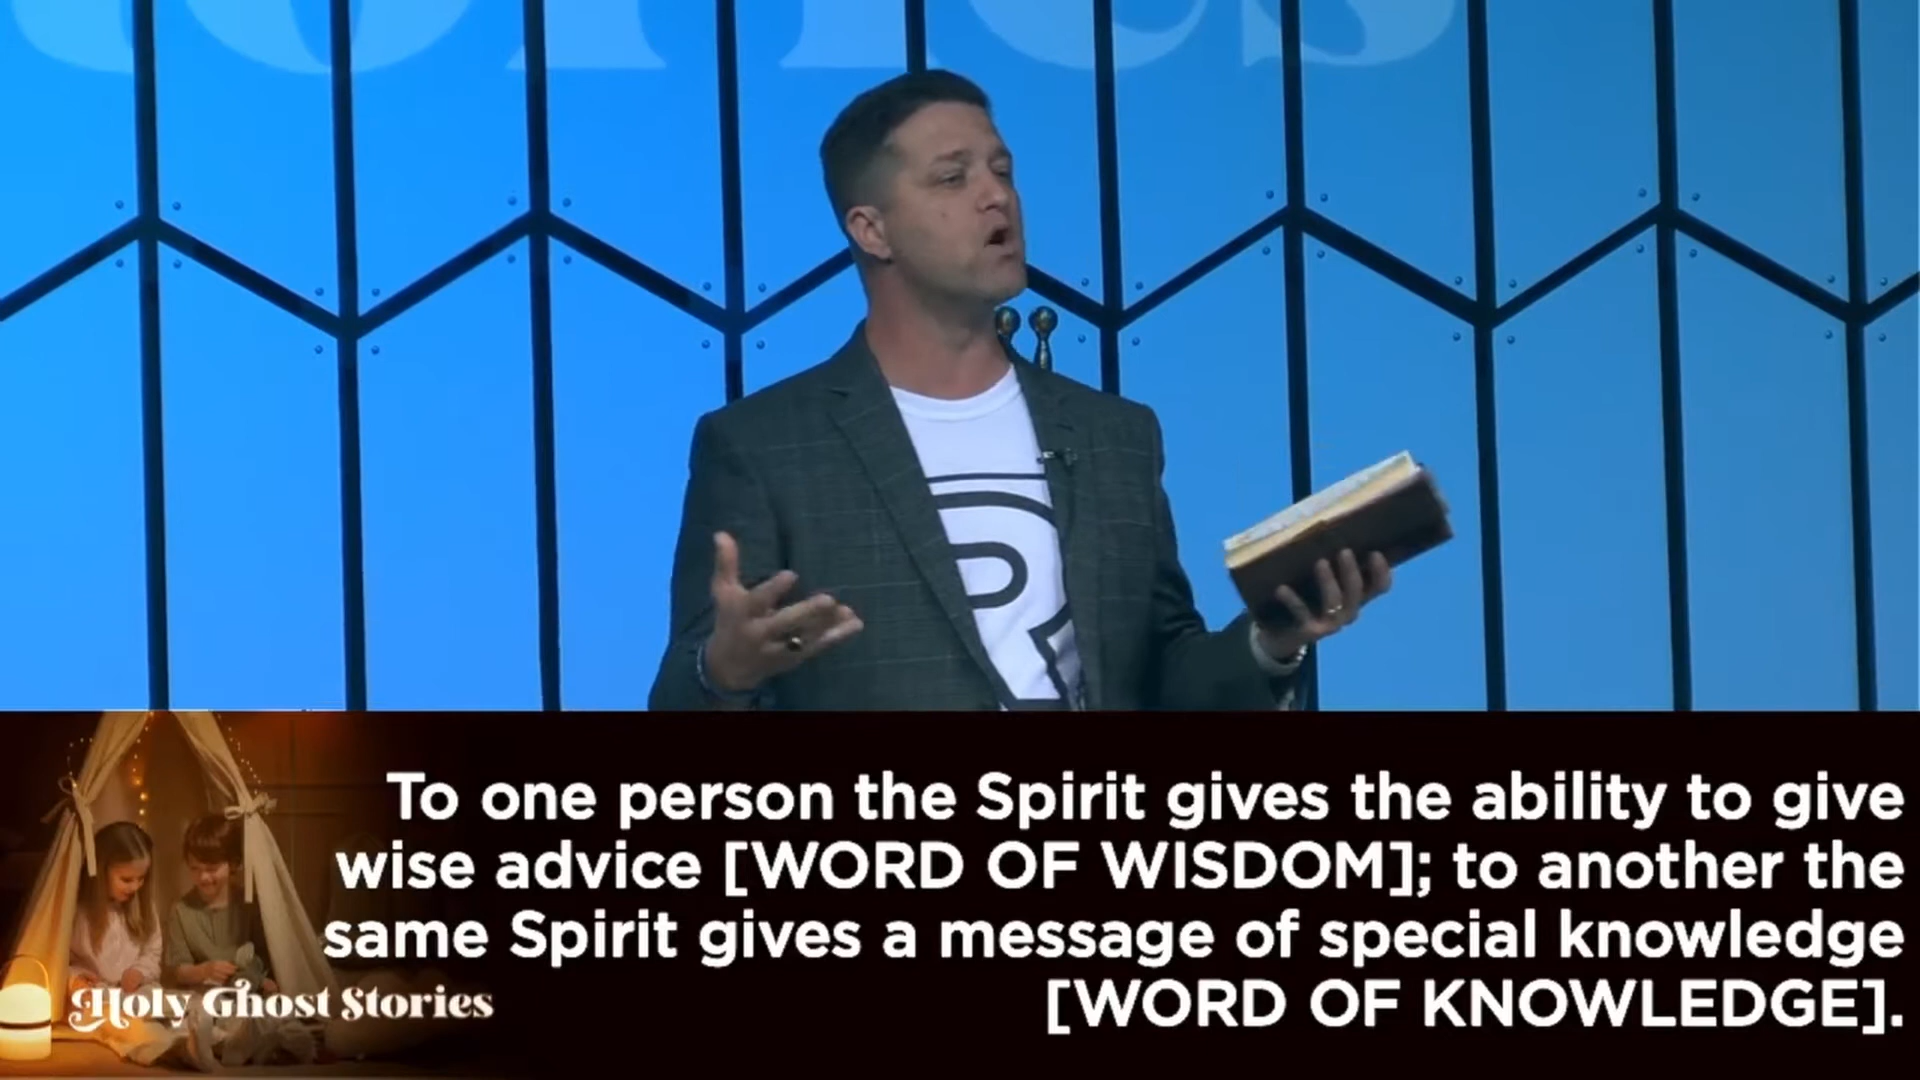 ories
R
To one person the Spirit gives the ability to give
wise advice [WORD OF WISDOM]; to another the
same Spirit gives a message of special knowledge
[WORD OF KNOWLEDGE].
Holy Ghost Stories